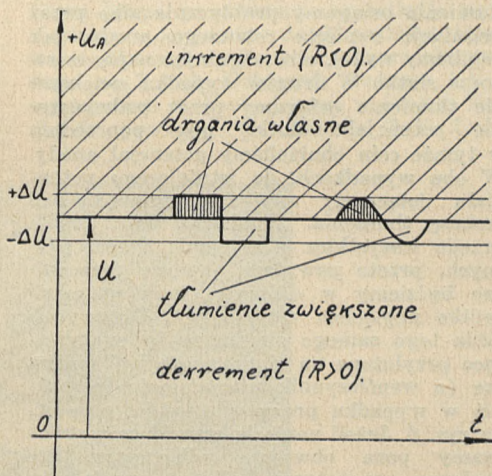 +U_A
inkrement (R<0).
drgania własne
+ΔU
-ΔU
U
tłumienie zwiększone
dekrement (R>0).
0
t